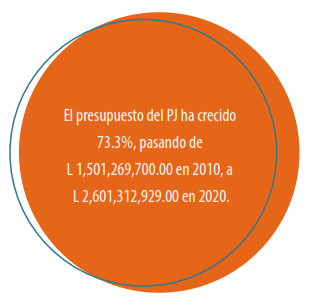 El presupuesto del PJ ha crecido
73.3%, pasando de
L 1,501,269,700.00 en 2010, a
L 2,601,312,929.00 en 2020.